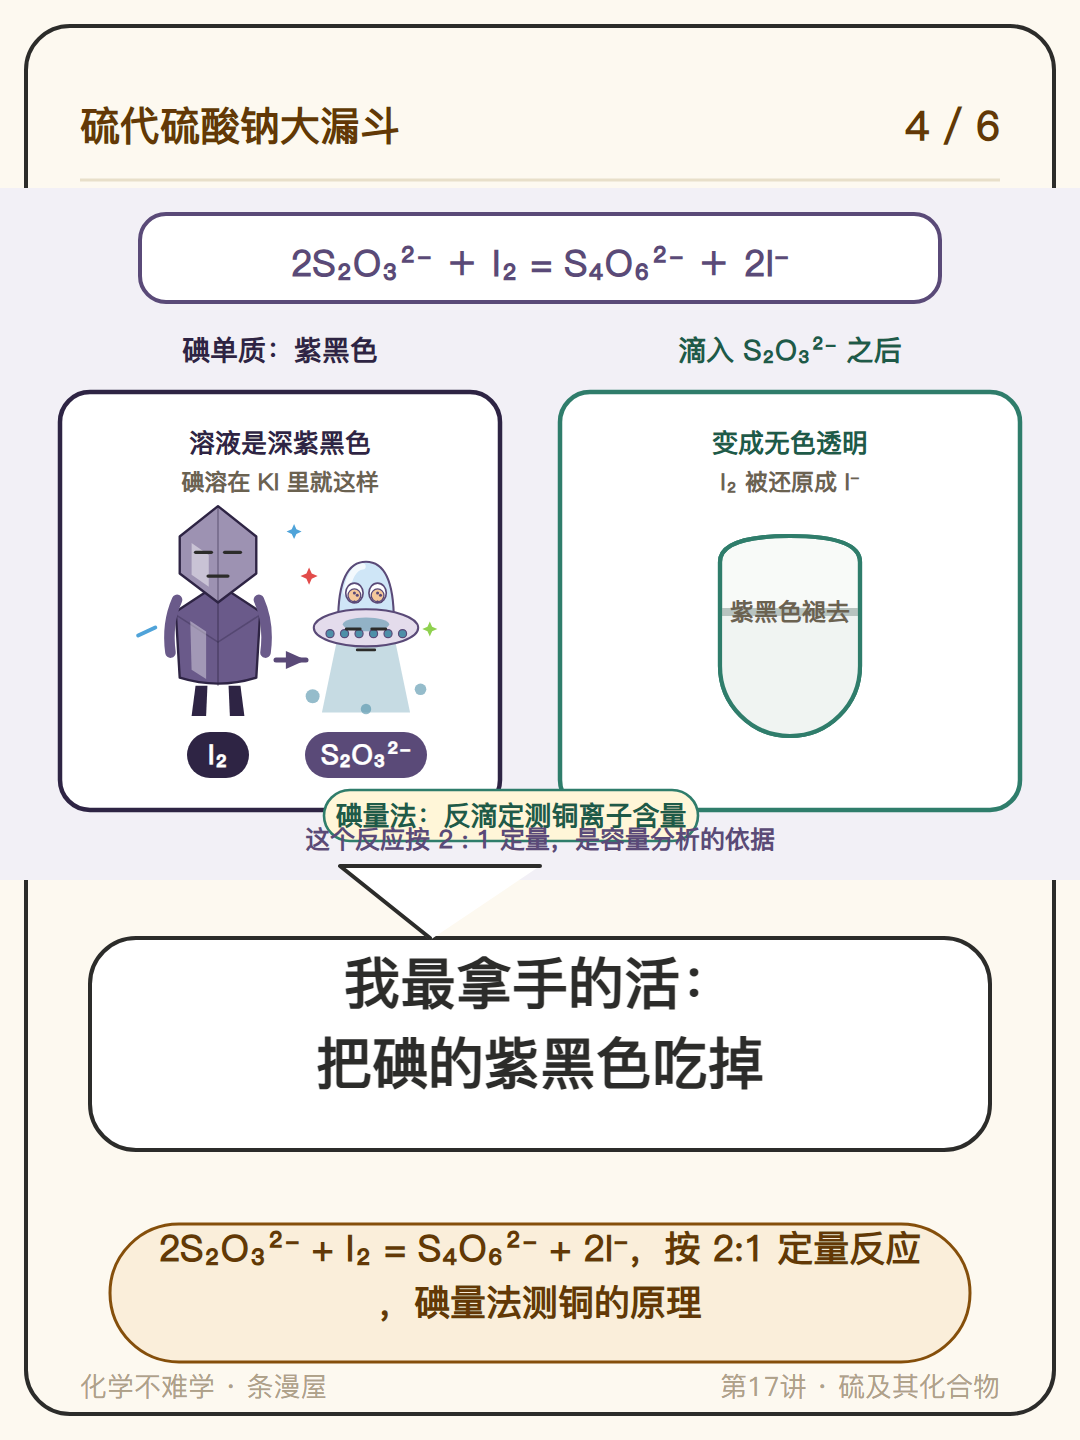 硫代硫酸钠大漏斗
4 / 6
2S₂O₃²⁻ + I₂ = S₄O₆²⁻ + 2I⁻
碘单质：紫黑色
滴入 S₂O₃²⁻ 之后
溶液是深紫黑色
碘溶在 KI 里就这样
变成无色透明
I₂ 被还原成 I⁻
紫黑色褪去
I₂
S₂O₃²⁻
碘量法：反滴定测铜离子含量
这个反应按 2 : 1 定量，是容量分析的依据
我最拿手的活：
把碘的紫黑色吃掉
2S₂O₃²⁻ + I₂ = S₄O₆²⁻ + 2I⁻，按 2:1 定量反应
，碘量法测铜的原理
化学不难学 · 条漫屋
第17讲 · 硫及其化合物